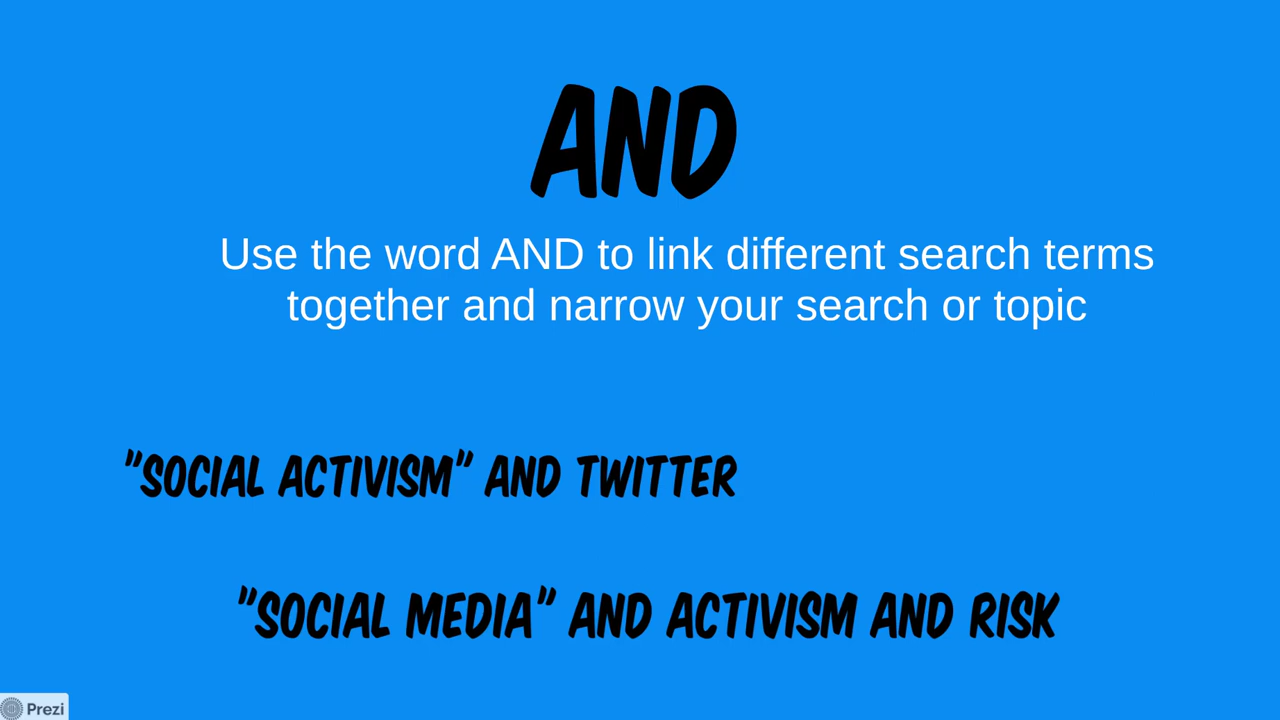 AND
Use the word AND to link different search terms
together and narrow your search or topic
"SOCIAL ACTIVISM" AND TWITTER
"SOCIAL MEDIA" AND ACTIVISM AND RISK
Prezi